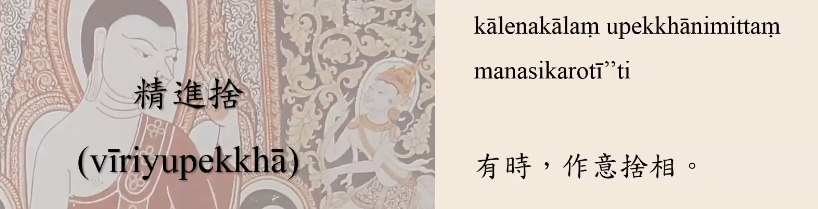 精進捨
(vīriyupekkhā)
kālenakālaṃ upekkhānimittaṃ
manasikarotī’’ti
有時，作意捨相。